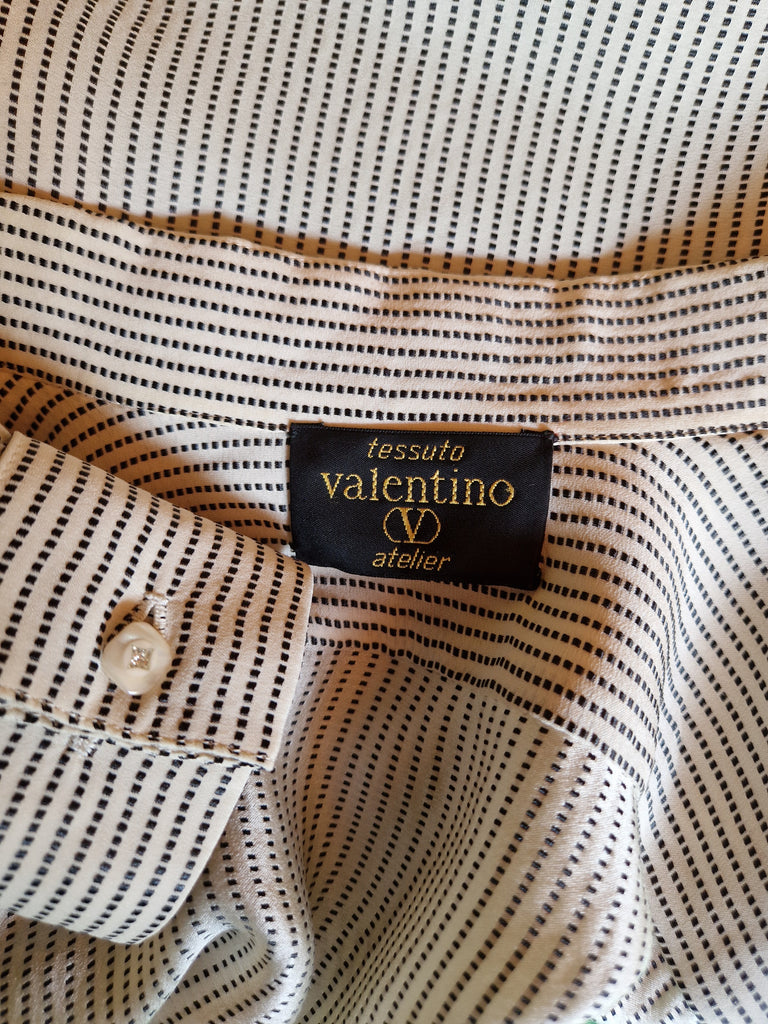 tessuto
valentino
V
atelier